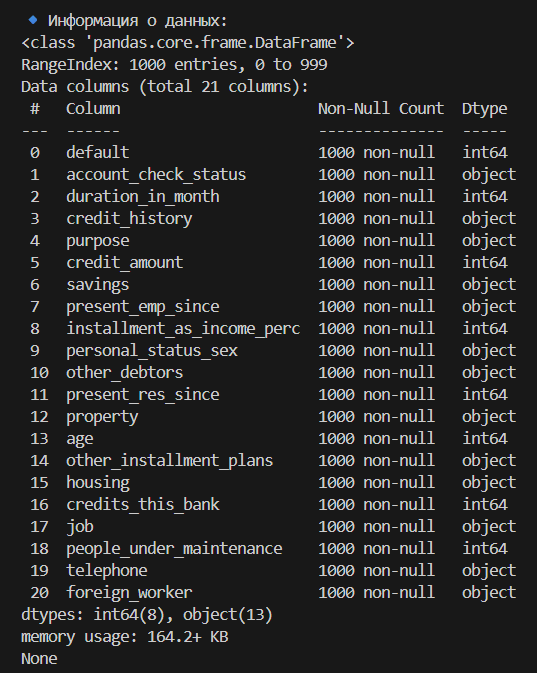 🔹 Информация о данных:
<class 'pandas.core.frame.DataFrame'>
RangeIndex: 1000 entries, 0 to 999
Data columns (total 21 columns):
 #   Column                      Non-Null Count  Dtype
---  ------                      --------------  -----
 0   default                     1000 non-null   int64
 1   account_check_status        1000 non-null   object
 2   duration_in_month           1000 non-null   int64
 3   credit_history              1000 non-null   object
 4   purpose                     1000 non-null   object
 5   credit_amount               1000 non-null   int64
 6   savings                     1000 non-null   object
 7   present_emp_since           1000 non-null   object
 8   installment_as_income_perc  1000 non-null   int64
 9   personal_status_sex         1000 non-null   object
 10  other_debtors               1000 non-null   object
 11  present_res_since           1000 non-null   int64
 12  property                    1000 non-null   object
 13  age                         1000 non-null   int64
 14  other_installment_plans     1000 non-null   object
 15  housing                     1000 non-null   object
 16  credits_this_bank           1000 non-null   int64
 17  job                         1000 non-null   object
 18  people_under_maintenance    1000 non-null   int64
 19  telephone                   1000 non-null   object
 20  foreign_worker              1000 non-null   object
dtypes: int64(8), object(13)
memory usage: 164.2+ KB
None